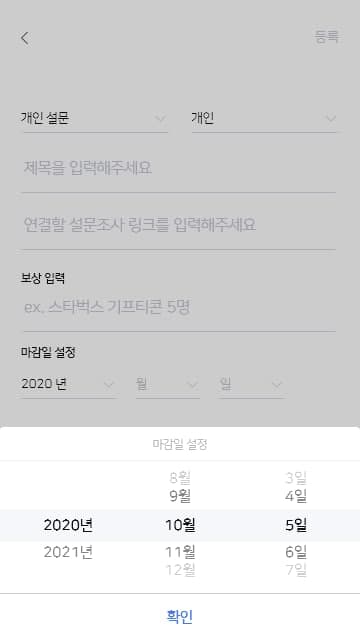 등록
개인 설문 개인
제목을 입력해주세요
연결할 설문조사 링크를 입력해주세요
보상 입력
ex. 스타벅스 기프티콘 5명
마감일 설정
2020 년 월 일
마감일 설정
8월 3일
9월 4일
2020년 10월 5일
2021년 11월 6일
12월 7일
확인